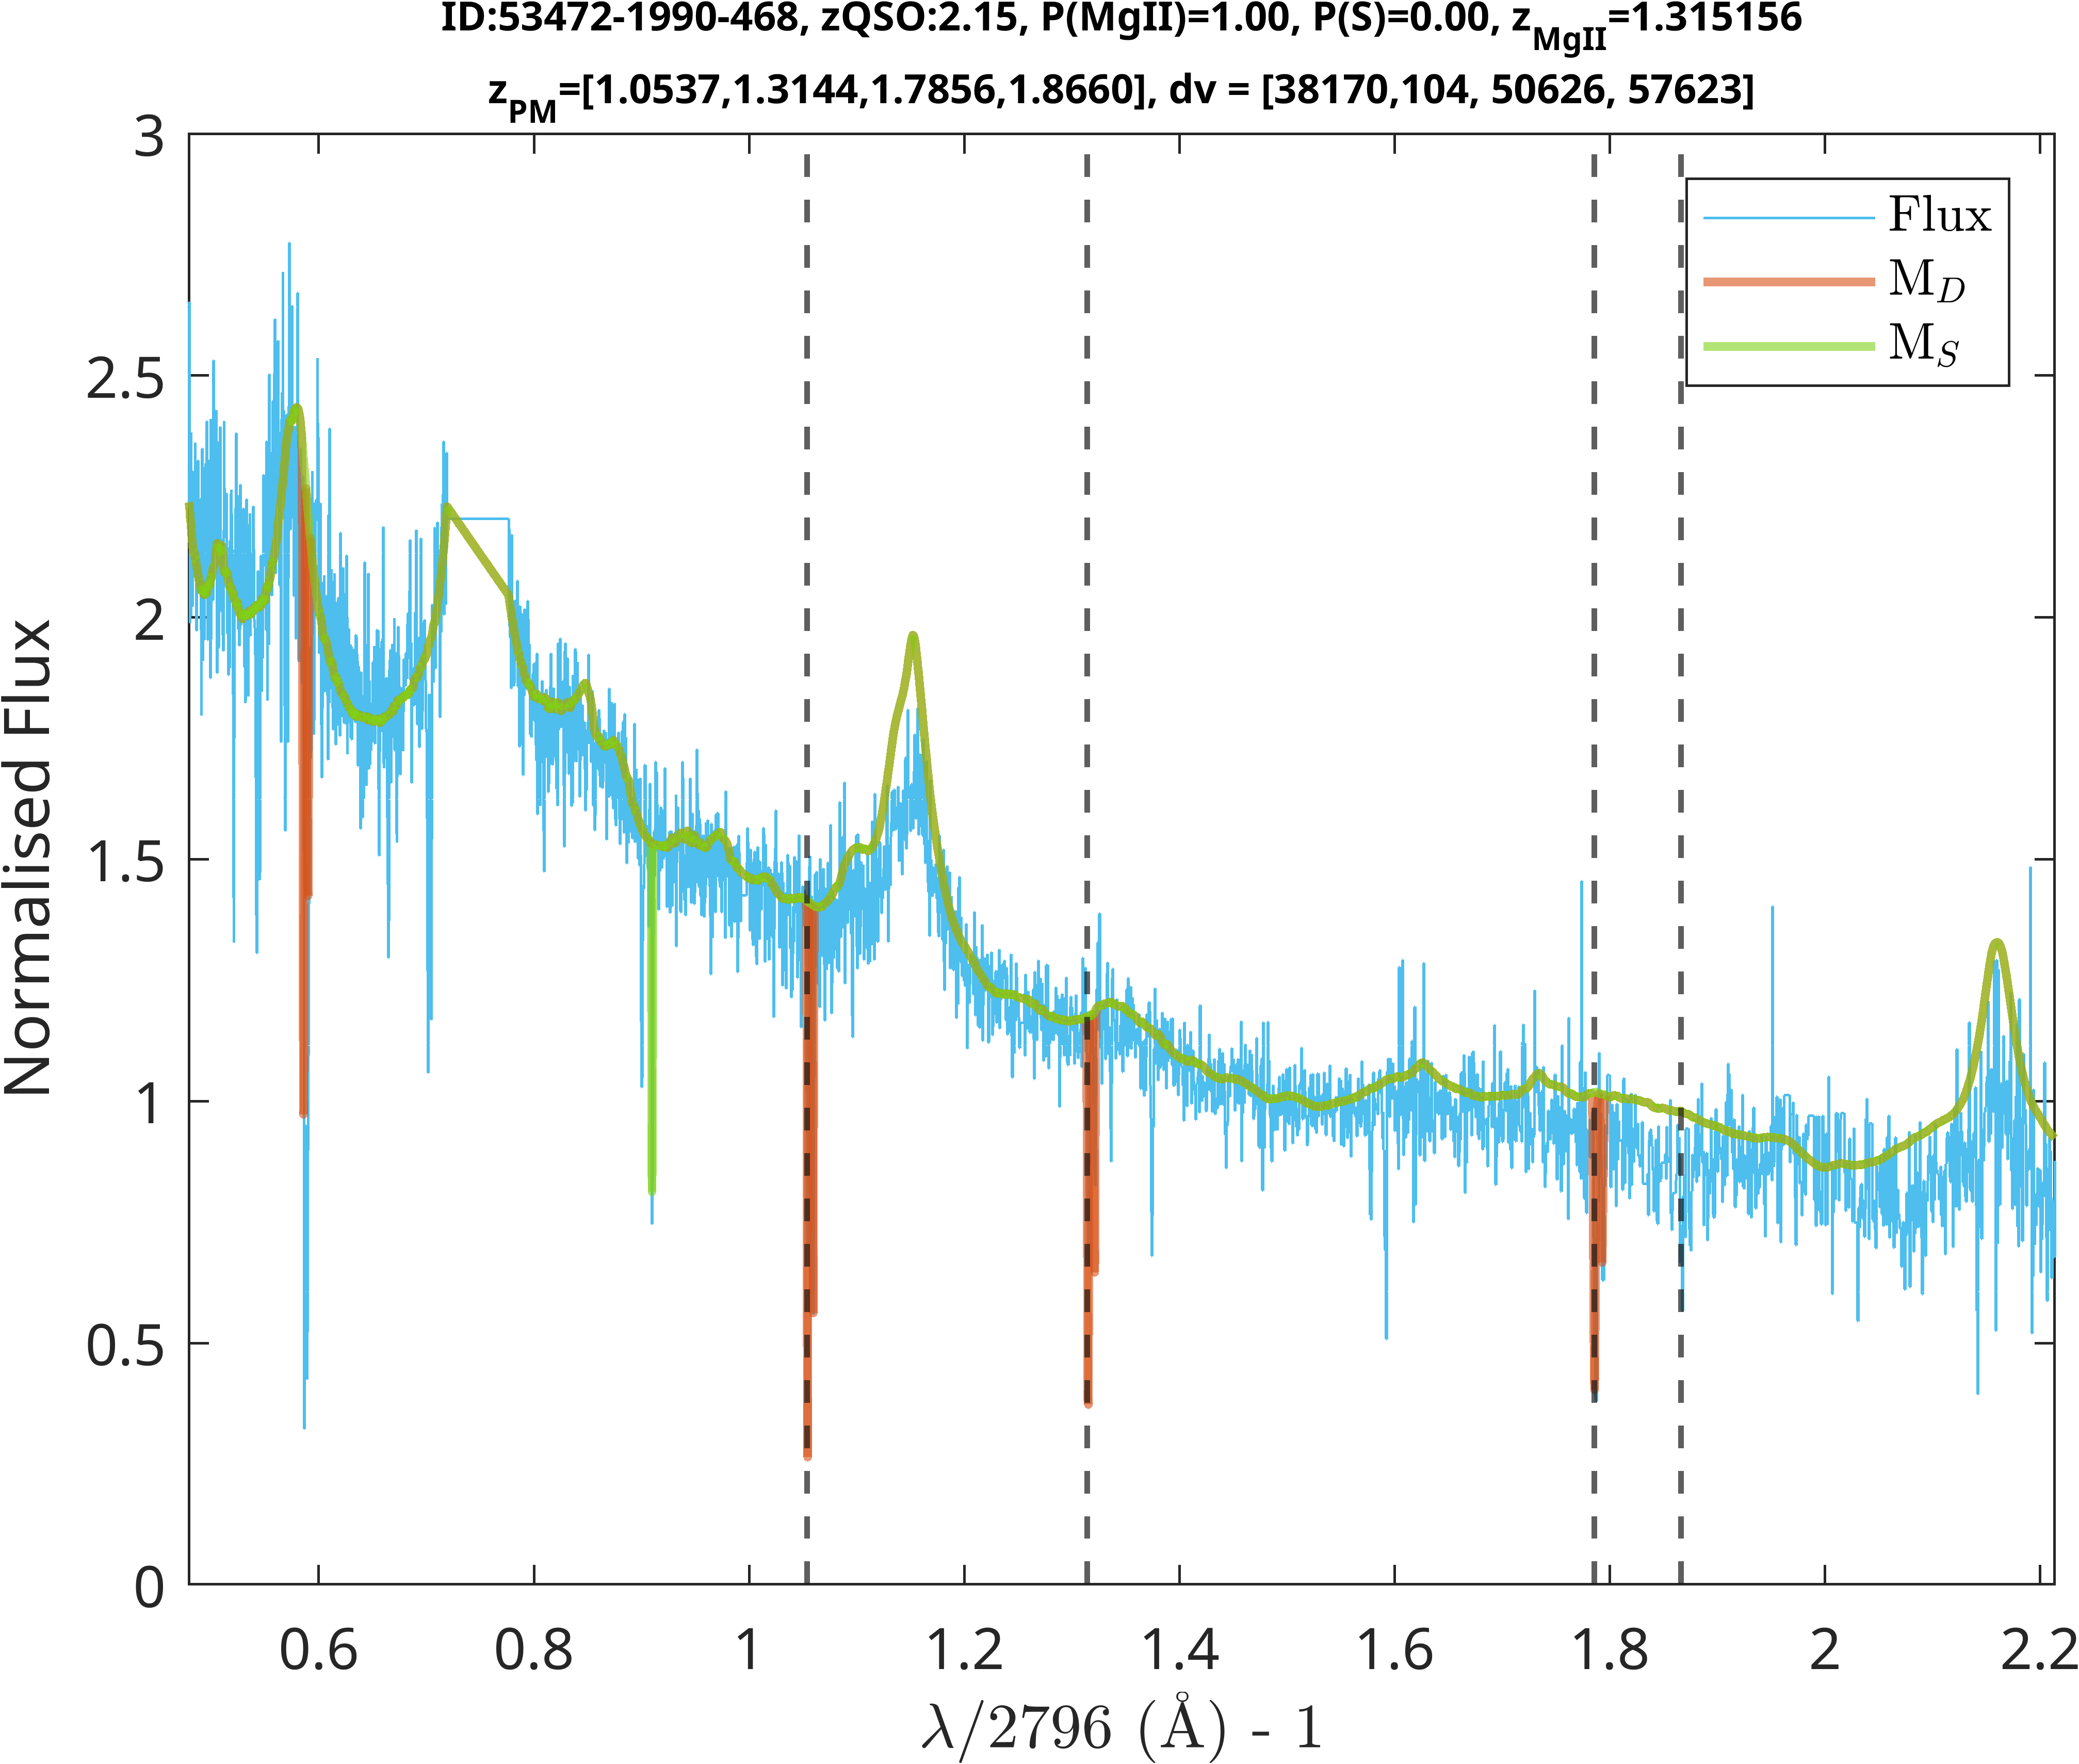 ID:53472-1990-468, zQSO:2.15, P(MgII)=1.00, P(S)=0.00, zMgII=1.315156
zPM=[1.0537,1.3144,1.7856,1.8660], dv = [38170,104, 50626, 57623]
Flux
MD
MS
3
2.5
2
1.5
1
0.5
0
Normalised Flux
0.6 0.8 1 1.2 1.4 1.6 1.8 2 2.2
λ/2796 (Å) - 1